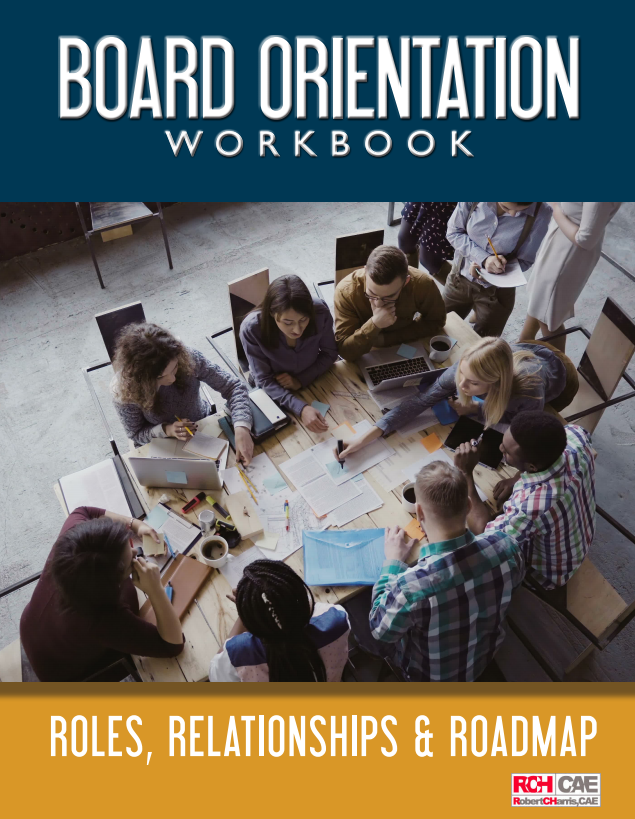 BOARD ORIENTATION
WORKBOOK
ROLES, RELATIONSHIPS & ROADMAP
RCH CAE
RobertCHarris,CAE